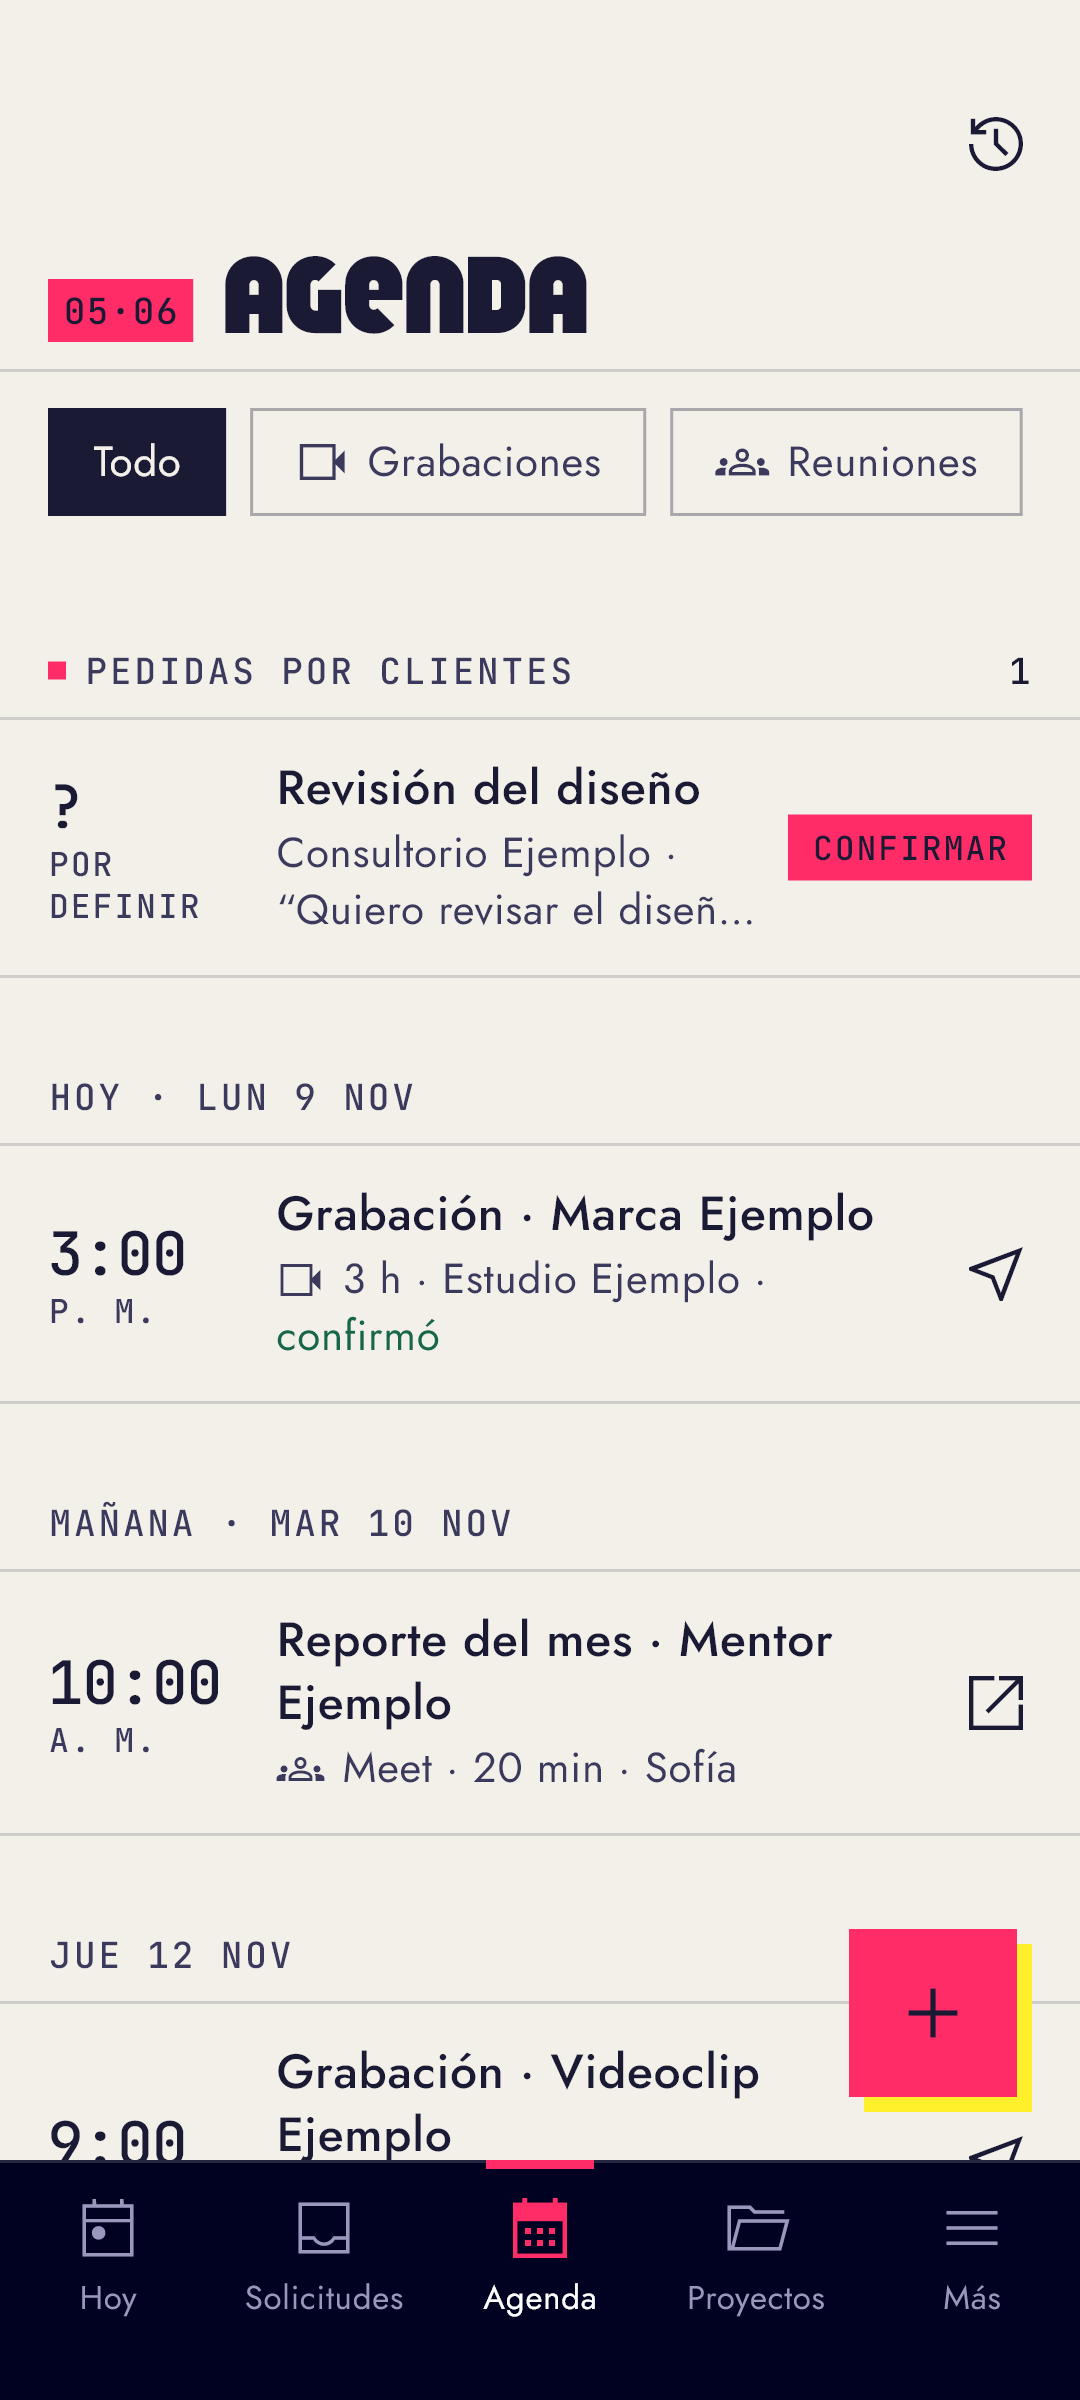 05·06 AGENDA
Todo Grabaciones Reuniones
PEDIDAS POR CLIENTES 1
?
POR
DEFINIR
Revisión del diseño
Consultorio Ejemplo ·
“Quiero revisar el diseñ...
CONFIRMAR
HOY · LUN 9 NOV
3:00
P. M.
Grabación · Marca Ejemplo
3 h · Estudio Ejemplo ·
confirmó
MAÑANA · MAR 10 NOV
10:00
A. M.
Reporte del mes · Mentor
Ejemplo
Meet · 20 min · Sofía
JUE 12 NOV
9:00
Grabación · Videoclip
Ejemplo
Hoy Solicitudes Agenda Proyectos Más